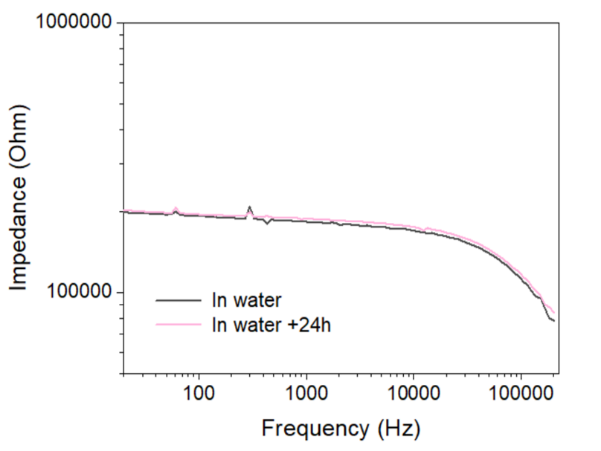 1000000
Impedance (Ohm)
100000
In water
In water +24h
100
1000
10000
100000
Frequency (Hz)